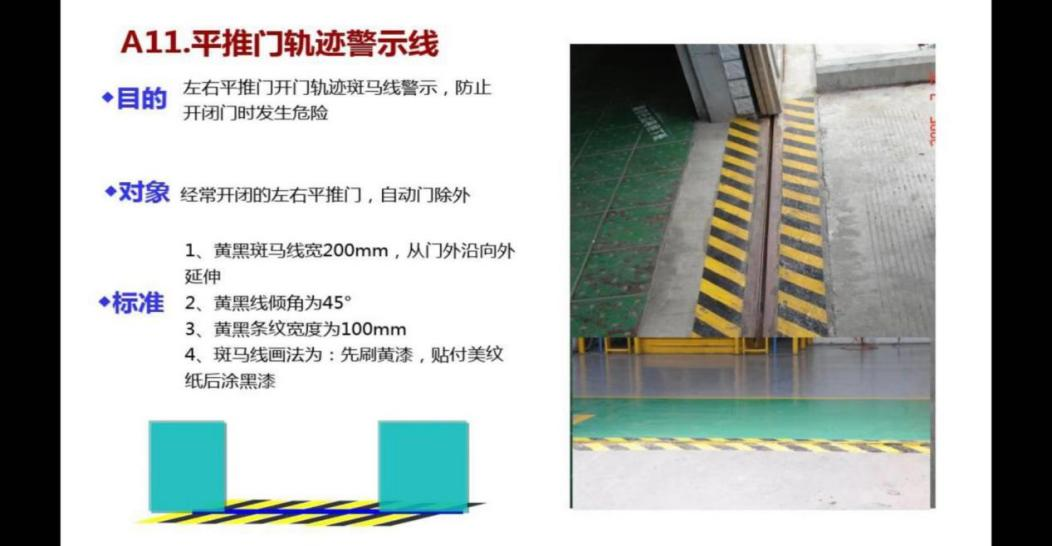 A11.平推门轨迹警示线
◆目的
左右平推门开门轨迹斑马线警示，防止
开闭门时发生危险
◆对象
经常开闭的左右平推门，自动门除外
◆标准
1、黄黑斑马线宽200mm，从门外沿向外
延伸
2、黄黑线倾角为45°
3、黄黑条纹宽度为100mm
4、斑马线画法为：先刷黄漆，贴付美纹
纸后涂黑漆